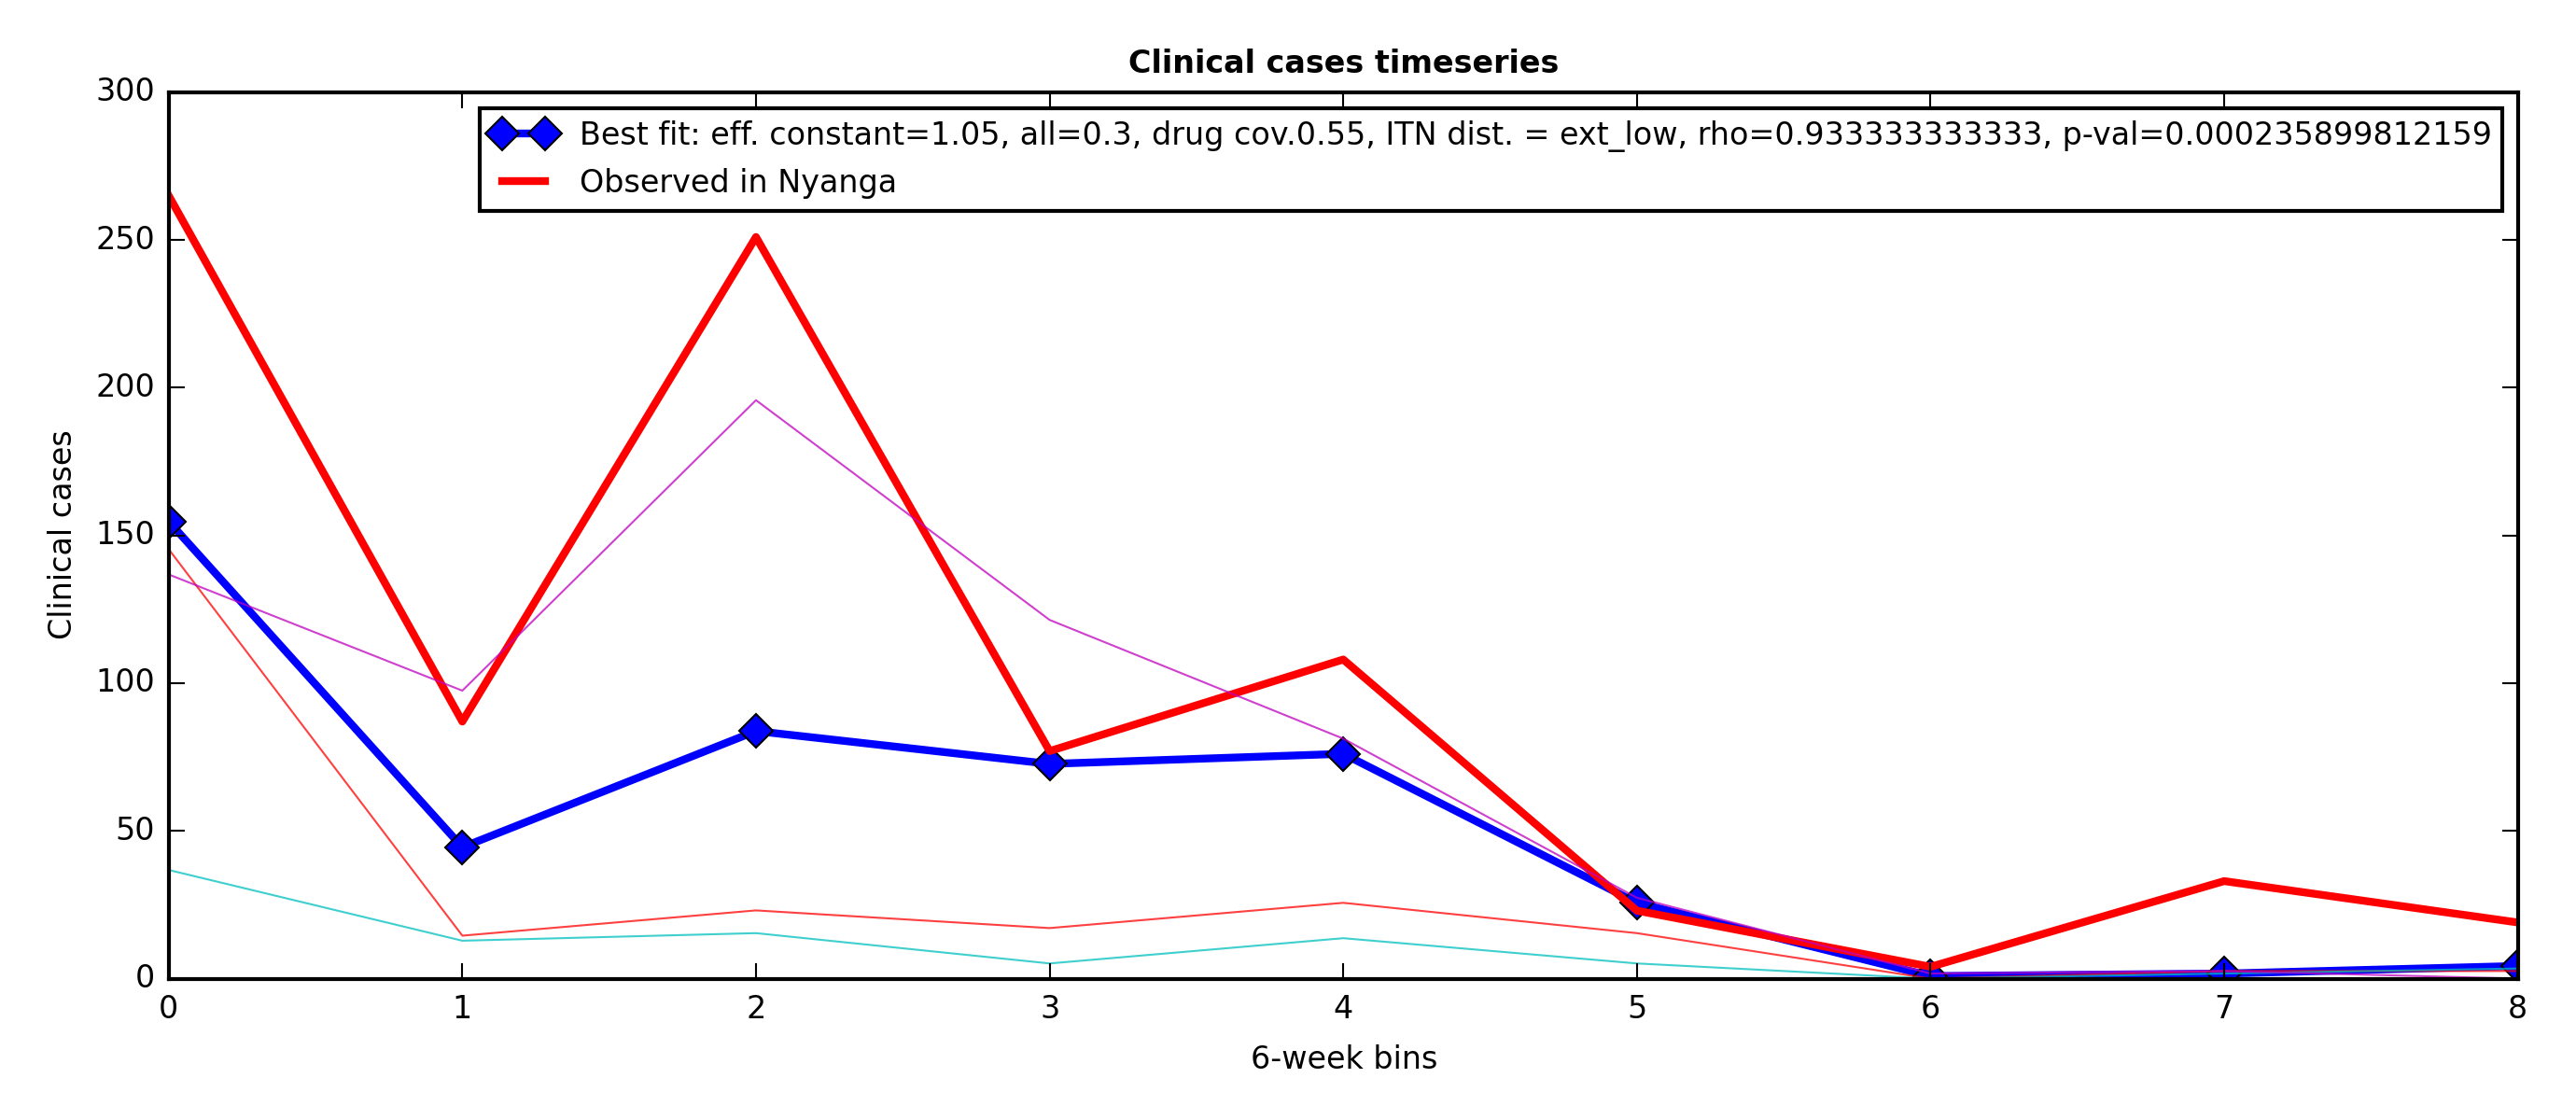 Clinical cases timeseries
300
250
200
150
100
50
0
Clinical cases
Best fit: eff. constant=1.05, all=0.3, drug cov.0.55, ITN dist. = ext_low, rho=0.933333333333, p-val=0.000235899812159
Observed in Nyanga
0 1 2 3 4 5 6 7 8
6-week bins